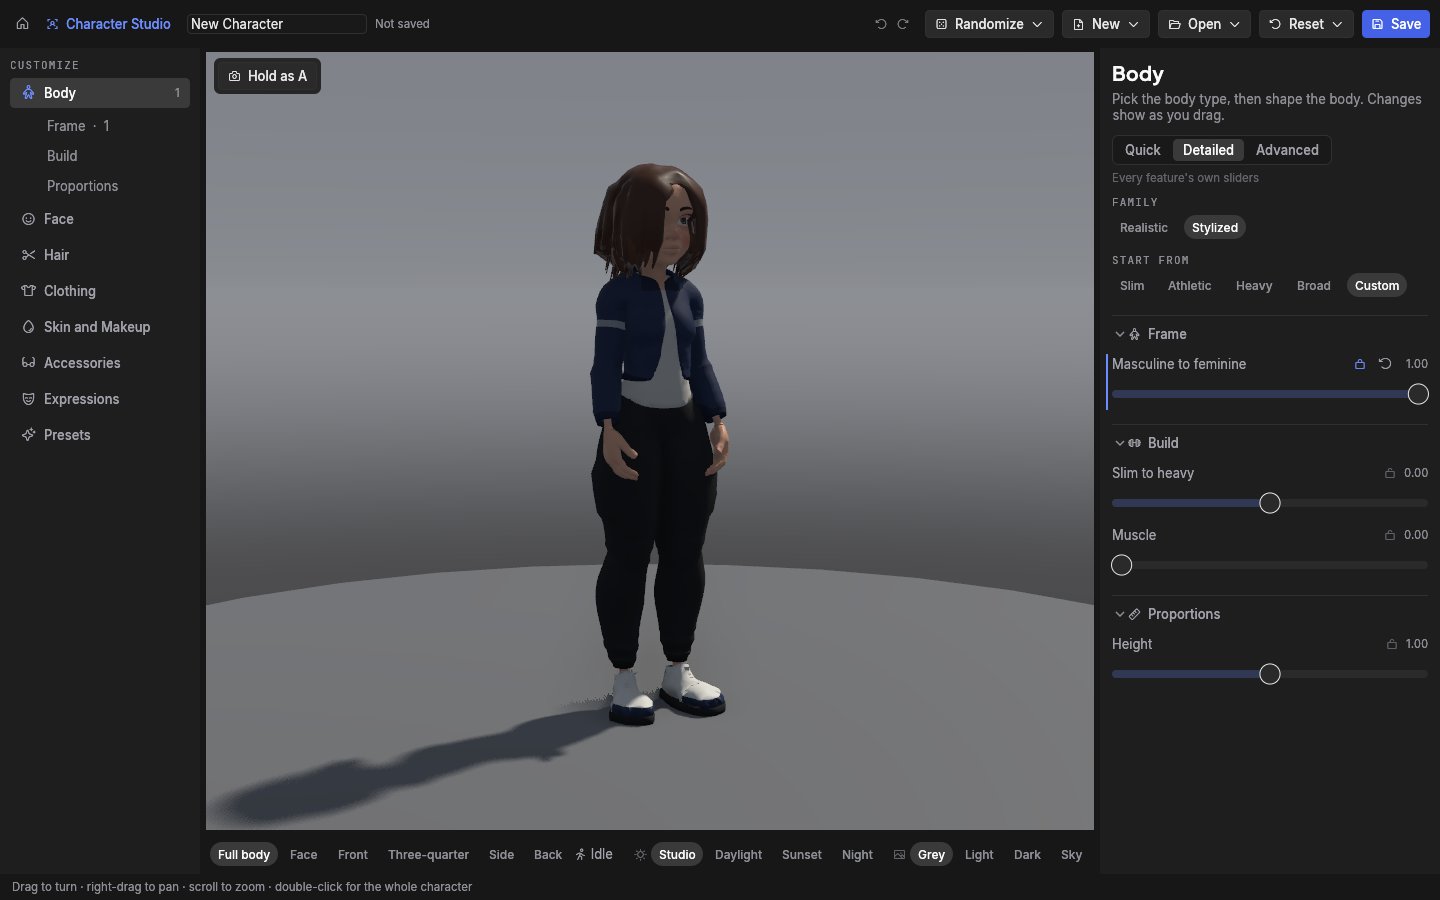 Character Studio
New Character
Not saved
Randomize
New
Open
Reset
Save
CUSTOMIZE
Body 1
Frame · 1
Build
Proportions
Face
Hair
Clothing
Skin and Makeup
Accessories
Expressions
Presets
Hold as A
Full body
Face
Front
Three-quarter
Side
Back
Idle
Studio
Daylight
Sunset
Night
Grey
Light
Dark
Sky
Body
Pick the body type, then shape the body. Changes
show as you drag.
Quick
Detailed
Advanced
Every feature's own sliders
FAMILY
Realistic
Stylized
START FROM
Slim
Athletic
Heavy
Broad
Custom
Frame
Masculine to feminine 1.00
Build
Slim to heavy 0.00
Muscle 0.00
Proportions
Height 1.00
Drag to turn · right-drag to pan · scroll to zoom · double-click for the whole character